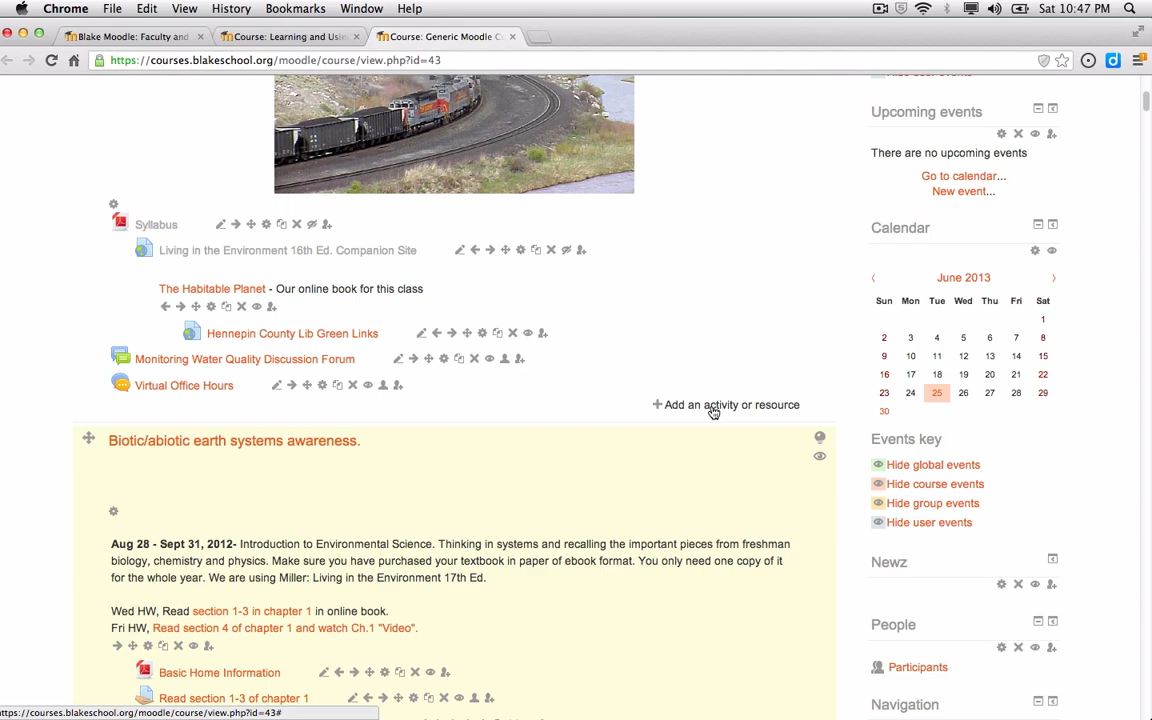 Chrome File Edit View History Bookmarks Window Help Sat 10:47 PM
Blake Moodle: Faculty and Course: Learning and Usin Course: Generic Moodle C
https://courses.blakeschool.org/moodle/course/view.php?id=43
Upcoming events
There are no upcoming events
Go to calendar...
New event...
Syllabus
Living in the Environment 16th Ed. Companion Site
The Habitable Planet - Our online book for this class
Hennepin County Lib Green Links
Monitoring Water Quality Discussion Forum
Virtual Office Hours
Add an activity or resource
Calendar
June 2013
Sun Mon Tue Wed Thu Fri Sat
1
2 3 4 5 6 7 8
9 10 11 12 13 14 15
16 17 18 19 20 21 22
23 24 25 26 27 28 29
30
Events key
Hide global events
Hide course events
Hide group events
Hide user events
Biotic/abiotic earth systems awareness.
Aug 28 - Sept 31, 2012- Introduction to Environmental Science. Thinking in systems and recalling the important pieces from freshman
biology, chemistry and physics. Make sure you have purchased your textbook in paper of ebook format. You only need one copy of it
for the whole year. We are using Miller: Living in the Environment 17th Ed.
Wed HW, Read section 1-3 in chapter 1 in online book.
Fri HW, Read section 4 of chapter 1 and watch Ch.1 "Video".
Basic Home Information
Read section 1-3 of chapter 1
Newz
People
Participants
Navigation
https://courses.blakeschool.org/moodle/course/view.php?id=43#